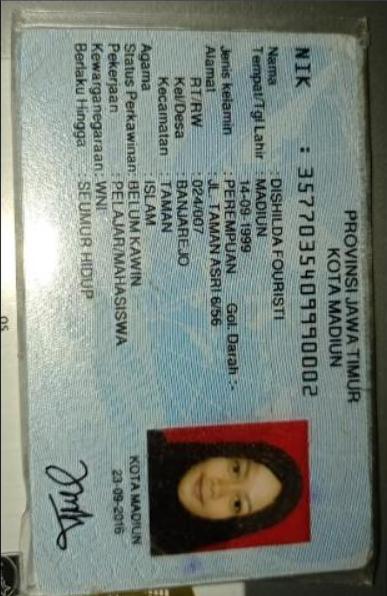 PROVINSI JAWA TIMUR
KOTA MADIUN
NIK : 3577035409990002
Nama : DISHILDA FOURISTI
Tempat/Tgl Lahir : MADIUN
14-09-1999
Jenis kelamin : PEREMPUAN Gol. Darah :-
Alamat : JL. TAMAN ASRI 6/56
RT/RW : 024/007
Kel/Desa : BANJAREJO
Kecamatan : TAMAN
Agama : ISLAM
Status Perkawinan: BELUM KAWIN
Pekerjaan : PELAJAR/MAHASISWA
Kewarganegaraan: WNI
Berlaku Hingga : SEUMUR HIDUP
KOTA MADIUN
23-09-2016